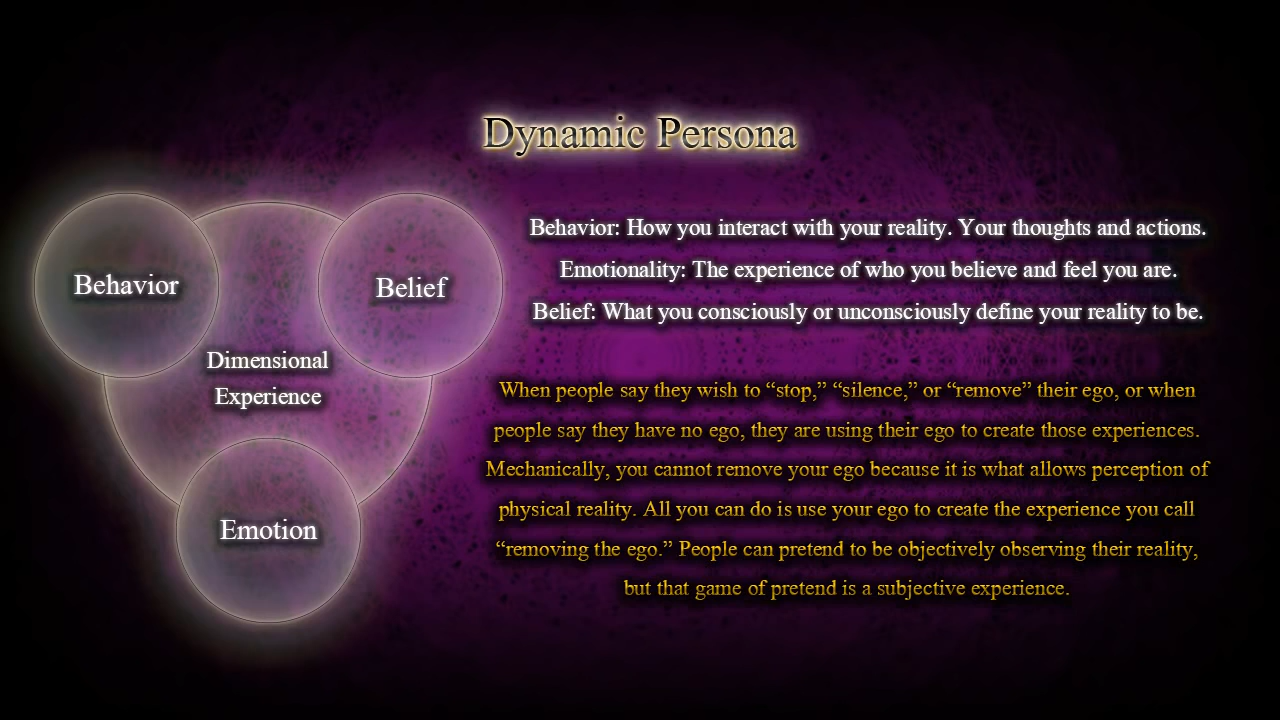 Dynamic Persona
Behavior
Belief
Dimensional
Experience
Emotion
Behavior: How you interact with your reality. Your thoughts and actions.
Emotionality: The experience of who you believe and feel you are.
Belief: What you consciously or unconsciously define your reality to be.
When people say they wish to “stop,” “silence,” or “remove” their ego, or when
people say they have no ego, they are using their ego to create those experiences.
Mechanically, you cannot remove your ego because it is what allows perception of
physical reality. All you can do is use your ego to create the experience you call
“removing the ego.” People can pretend to be objectively observing their reality,
but that game of pretend is a subjective experience.